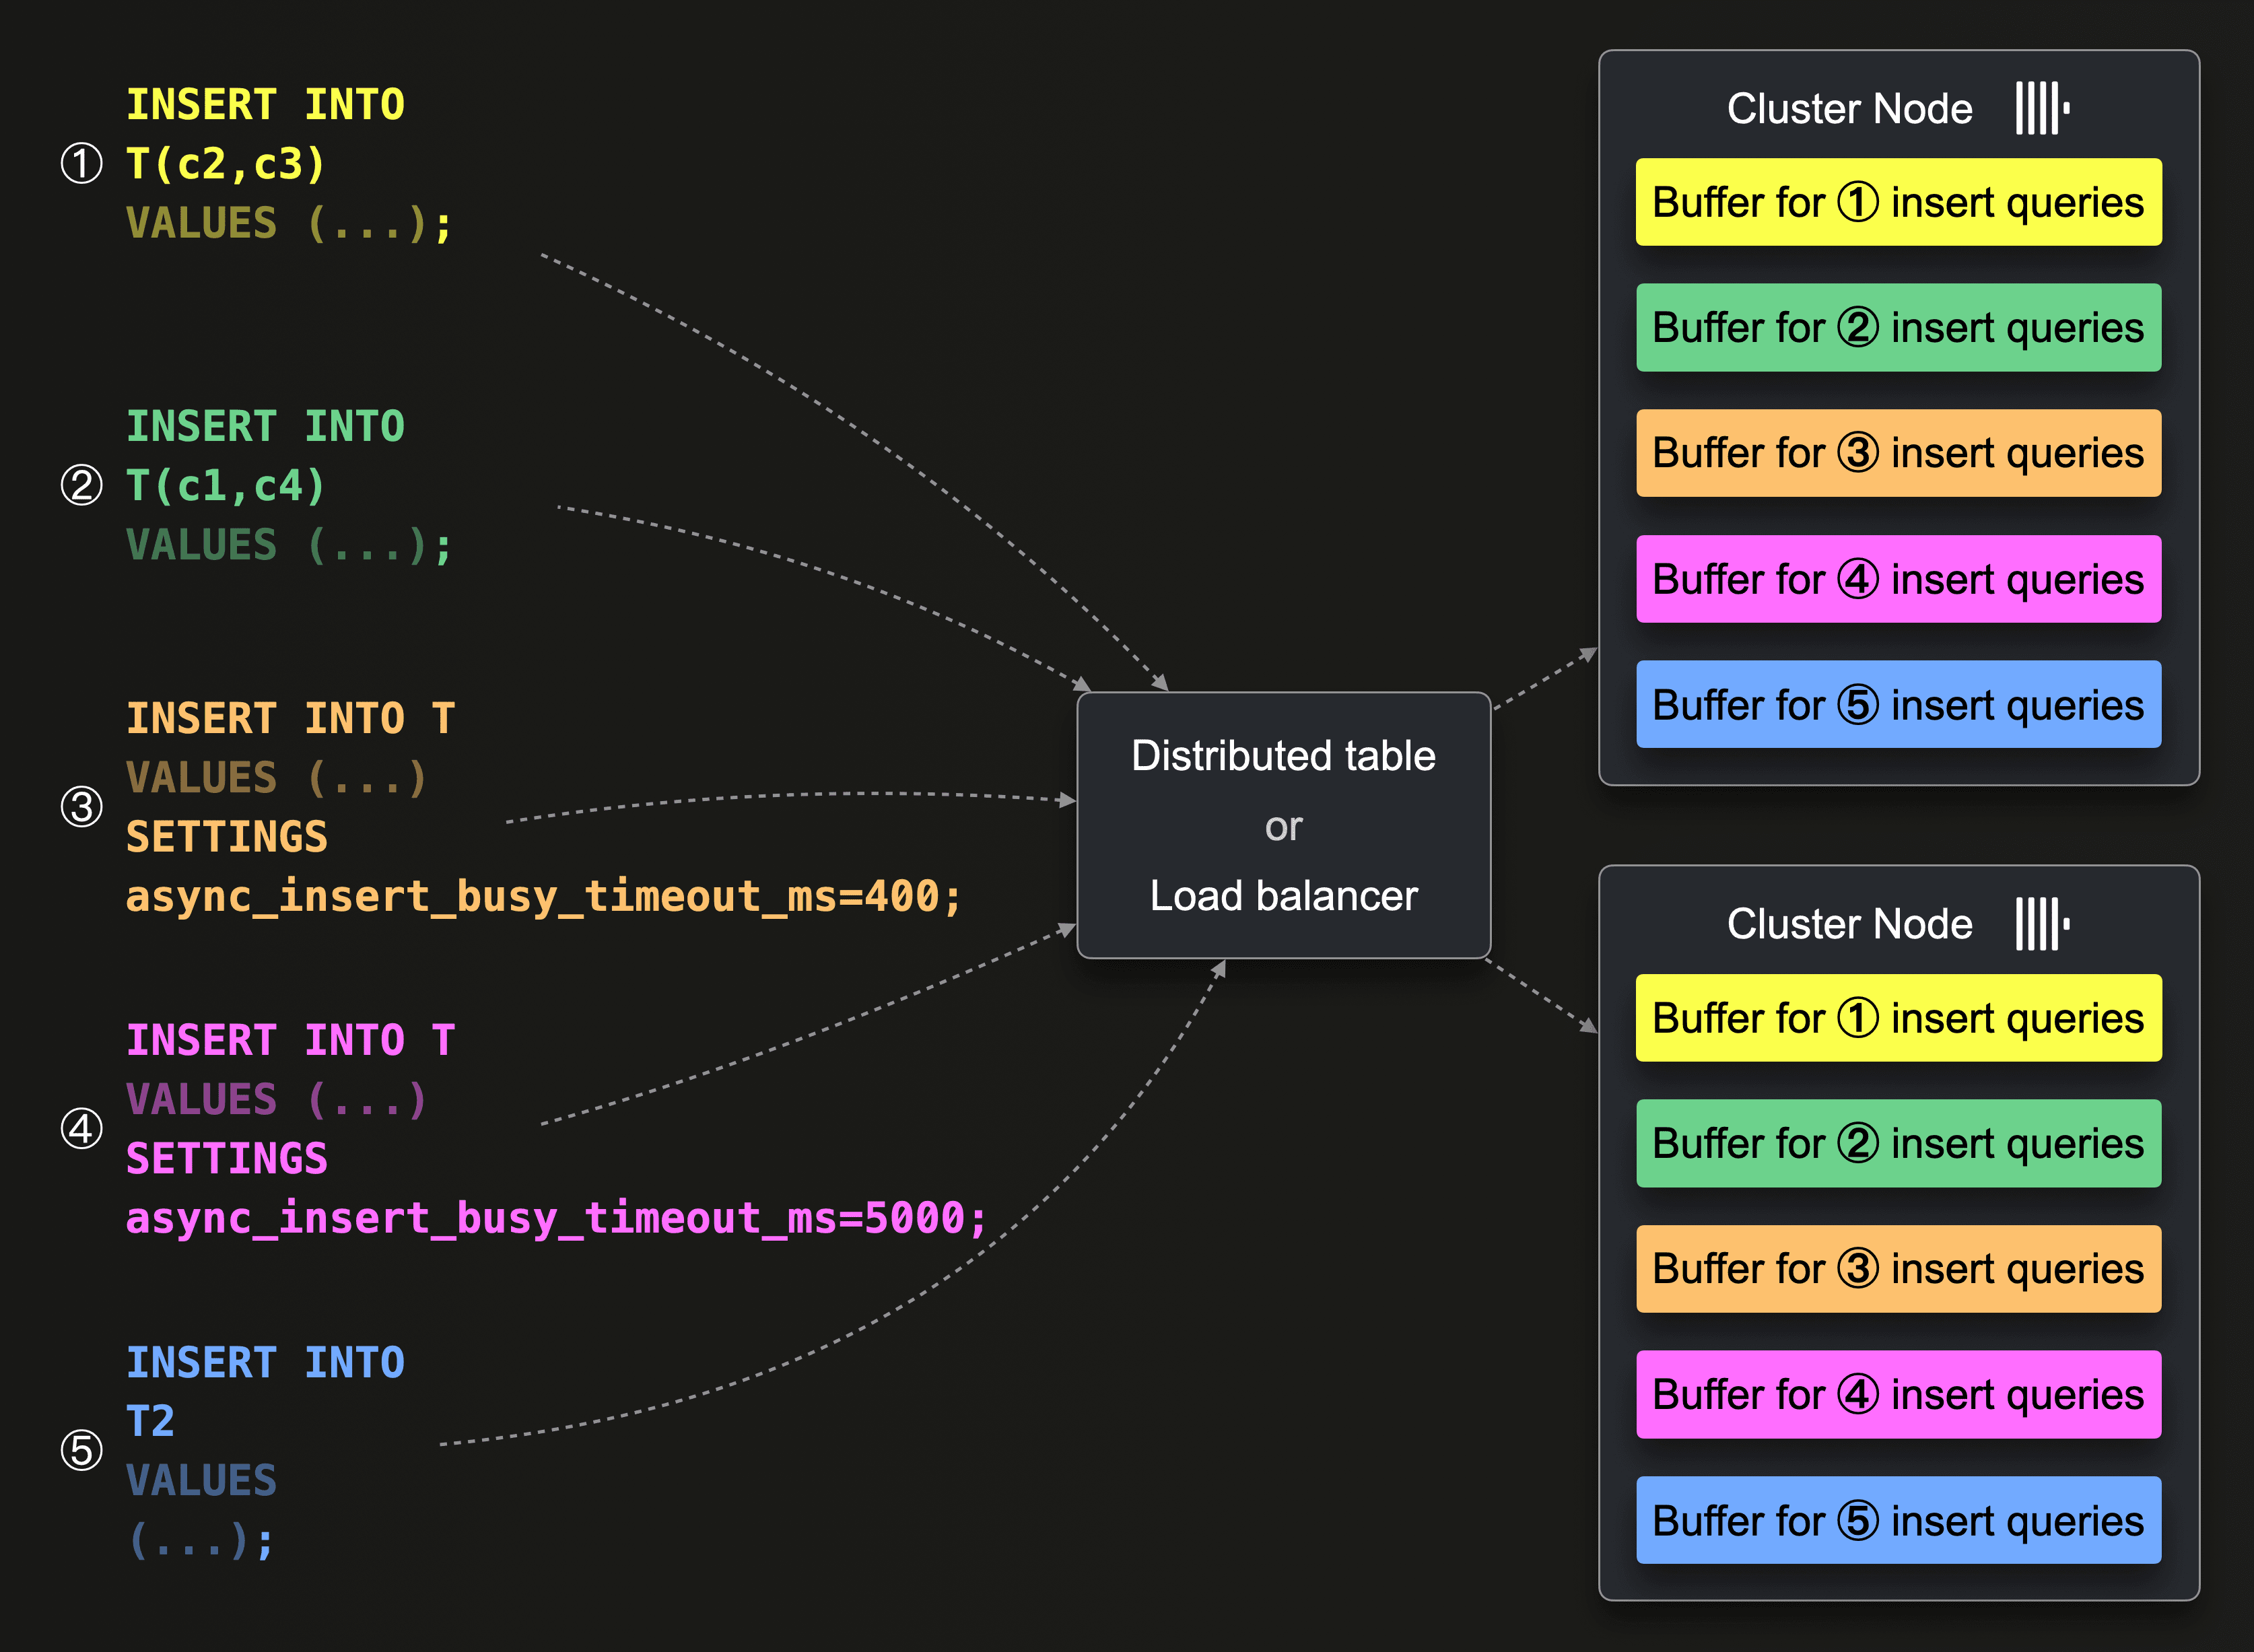 INSERT INTO
① T(c2,c3)
VALUES (...);
② INSERT INTO
T(c1,c4)
VALUES (...);
③ INSERT INTO T
VALUES (...)
SETTINGS
async_insert_busy_timeout_ms=400;
④ INSERT INTO T
VALUES (...)
SETTINGS
async_insert_busy_timeout_ms=5000;
⑤ INSERT INTO
T2
VALUES
(...);
Distributed table
or
Load balancer
Cluster Node
Buffer for ① insert queries
Buffer for ② insert queries
Buffer for ③ insert queries
Buffer for ④ insert queries
Buffer for ⑤ insert queries
Cluster Node
Buffer for ① insert queries
Buffer for ② insert queries
Buffer for ③ insert queries
Buffer for ④ insert queries
Buffer for ⑤ insert queries